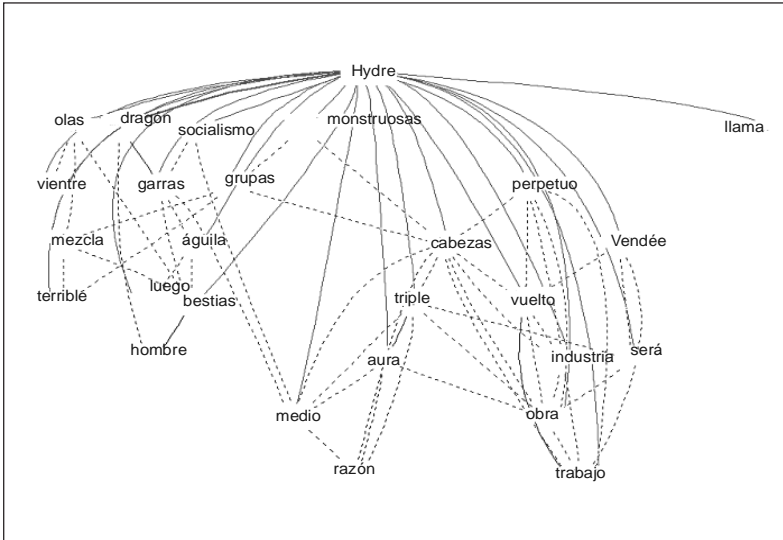 Hydre
olas
dragón
socialismo
monstruosas
llama
vientre
garras
grupas
perpetuo
mezcla
águila
cabezas
Vendée
terriblé
luego
bestias
triple
vuelto
hombre
aura
industria
será
medio
obra
razón
trabajo